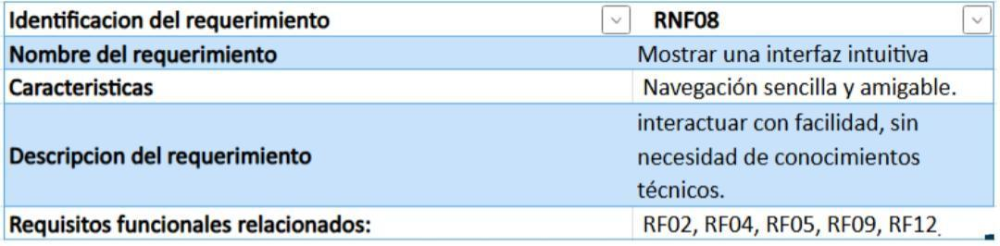 Identificacion del requerimiento RNF08
Nombre del requerimiento Mostrar una interfaz intuitiva
Caracteristicas Navegación sencilla y amigable.
Descripcion del requerimiento interactuar con facilidad, sin
necesidad de conocimientos
técnicos.
Requisitos funcionales relacionados: RF02, RF04, RF05, RF09, RF12.